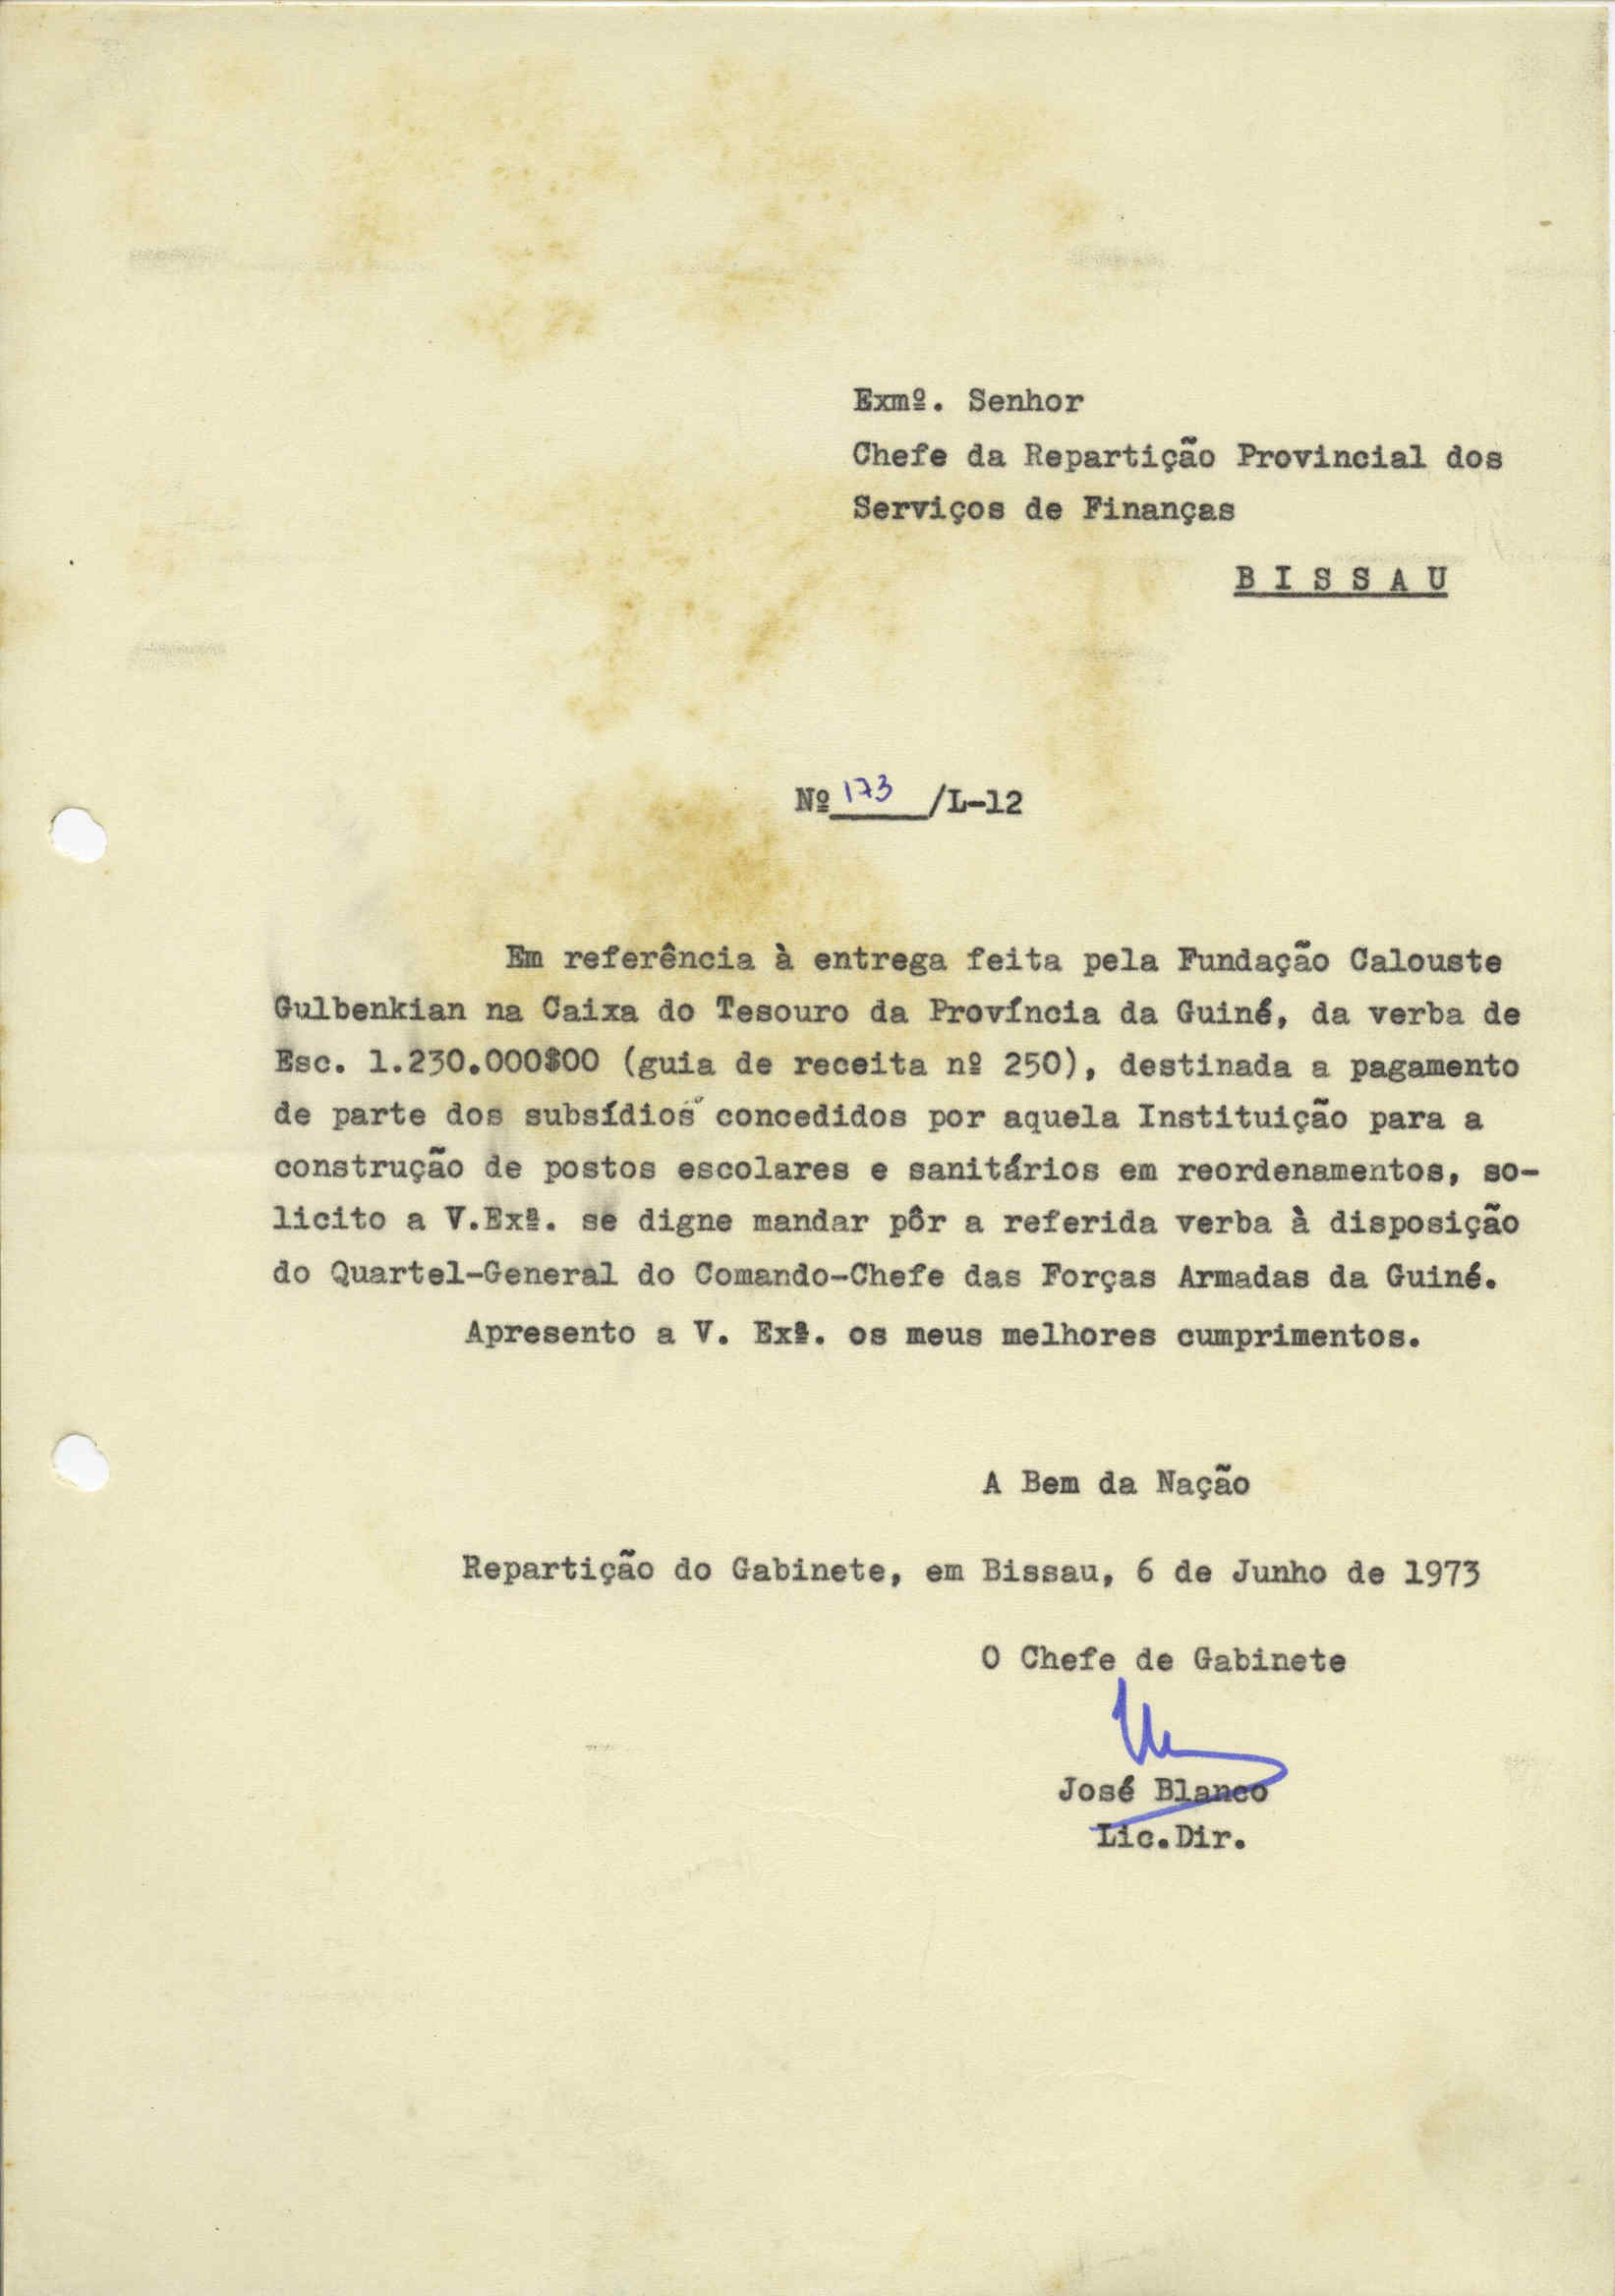 Exmº. Senhor
Chefe da Repartição Provincial dos
Serviços de Finanças
B I S S A U
Nº 173 /L-12
Em referência à entrega feita pela Fundação Calouste
Gulbenkian na Caixa do Tesouro da Província da Guiné, da verba de
Esc. 1.230.000$00 (guia de receita nº 250), destinada a pagamento
de parte dos subsídios concedidos por aquela Instituição para a
construção de postos escolares e sanitários em reordenamentos, so-
licito a V.Exª. se digne mandar pôr a referida verba à disposição
do Quartel-General do Comando-Chefe das Forças Armadas da Guiné.
Apresento a V. Exª. os meus melhores cumprimentos.
A Bem da Nação
Repartição do Gabinete, em Bissau, 6 de Junho de 1973
O Chefe de Gabinete
José Blanco
Lic.Dir.